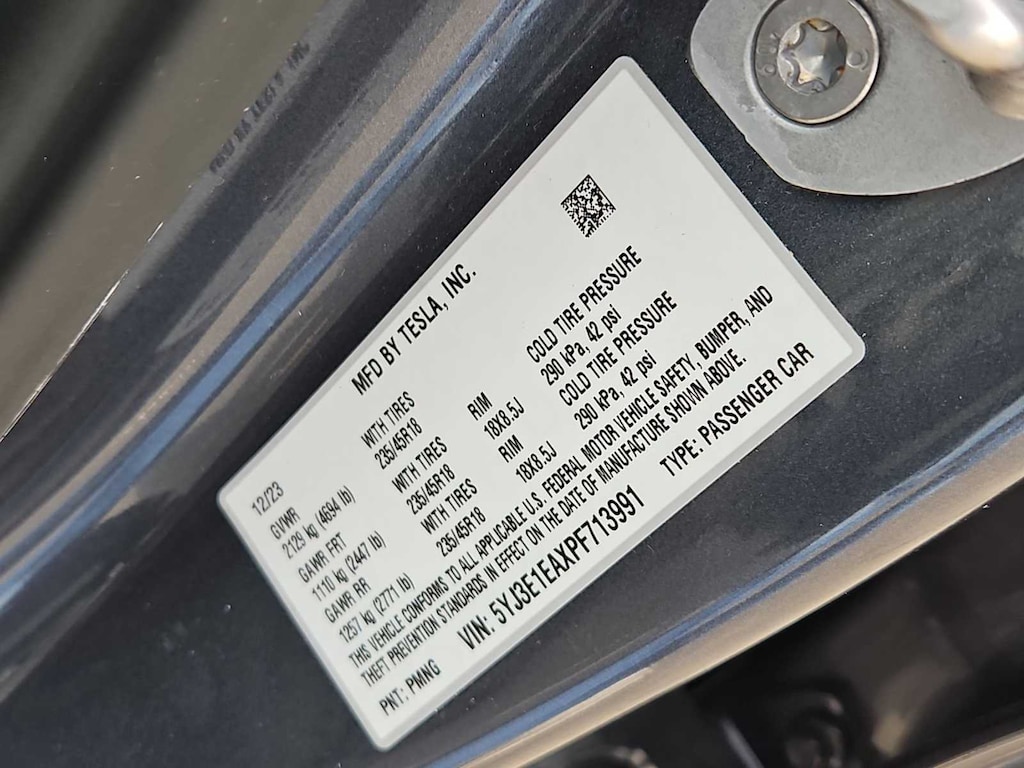 12/23 MFD BY TESLA, INC.
GVWR
2129 kg (4694 lb)
GAWR FRT WITH TIRES
1110 kg (2447 lb) 235/45R18
GAWR RR WITH TIRES RIM COLD TIRE PRESSURE
1257 kg (2771 lb) 235/45R18 18X8.5J 290 kPa, 42 psi
WITH TIRES RIM COLD TIRE PRESSURE
235/45R18 18X8.5J 290 kPa, 42 psi
THIS VEHICLE CONFORMS TO ALL APPLICABLE U.S. FEDERAL MOTOR VEHICLE SAFETY, BUMPER, AND
THEFT PREVENTION STANDARDS IN EFFECT ON THE DATE OF MANUFACTURE SHOWN ABOVE.
PNT: PMNG VIN: 5YJ3E1EAXPF713991 TYPE: PASSENGER CAR